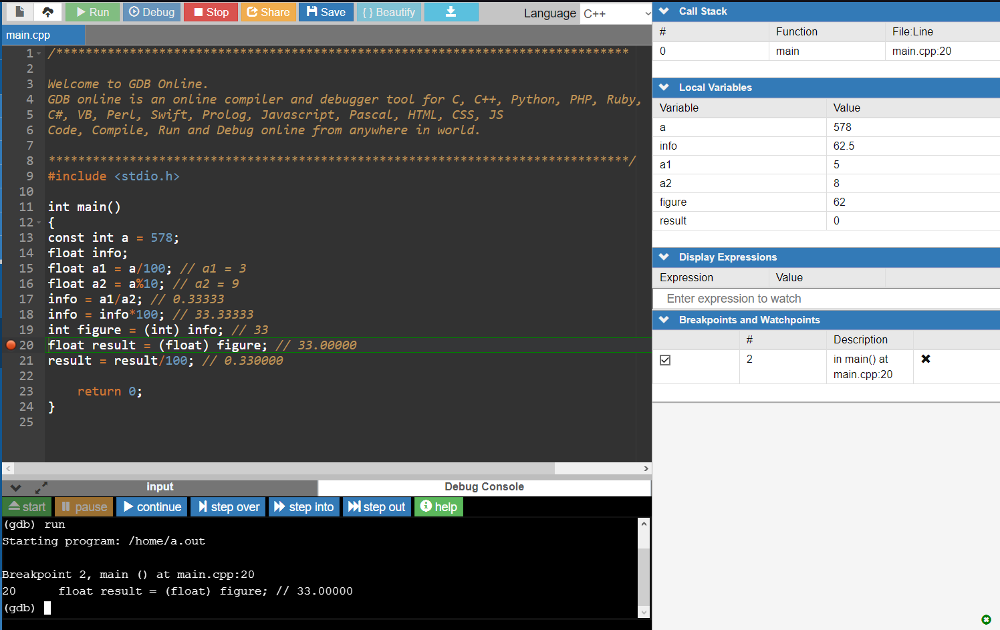 Run Debug Stop Share Save { } Beautify Language C++
main.cpp
1 /******************************************************************************
2
3 Welcome to GDB Online.
4 GDB online is an online compiler and debugger tool for C, C++, Python, PHP, Ruby,
5 C#, VB, Perl, Swift, Prolog, Javascript, Pascal, HTML, CSS, JS
6 Code, Compile, Run and Debug online from anywhere in world.
7
8 *******************************************************************************/
9 #include <stdio.h>
10
11 int main()
12 {
13 const int a = 578;
14 float info;
15 float a1 = a/100; // a1 = 3
16 float a2 = a%10; // a2 = 9
17 info = a1/a2; // 0.33333
18 info = info*100; // 33.33333
19 int figure = (int) info; // 33
20 float result = (float) figure; // 33.00000
21 result = result/100; // 0.330000
22
23 return 0;
24 }
25
input Debug Console
start pause continue step over step into step out help
(gdb) run
Starting program: /home/a.out
Breakpoint 2, main () at main.cpp:20
20 float result = (float) figure; // 33.00000
(gdb)
Call Stack
# Function File:Line
0 main main.cpp:20
Local Variables
Variable Value
a 578
info 62.5
a1 5
a2 8
figure 62
result 0
Display Expressions
Expression Value
Enter expression to watch
Breakpoints and Watchpoints
# Description
2 in main() at
main.cpp:20